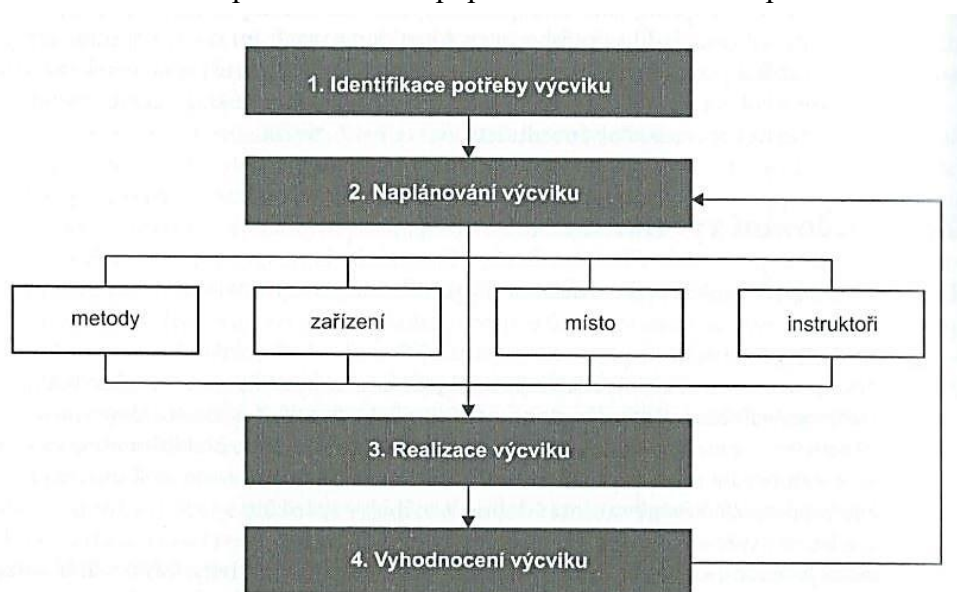 1. Identifikace potřeby výcviku
2. Naplánování výcviku
metody
zařízení
místo
instruktoři
3. Realizace výcviku
4. Vyhodnocení výcviku